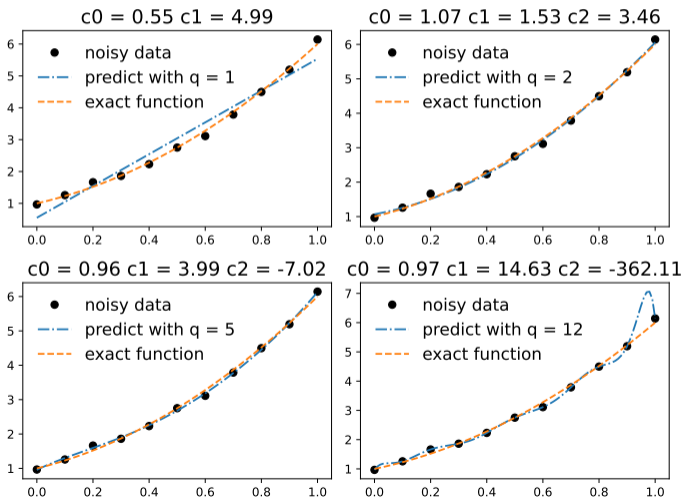 c0 = 0.55 c1 = 4.99
6
5
4
3
2
1
noisy data
predict with q = 1
exact function
0.0 0.2 0.4 0.6 0.8 1.0
c0 = 1.07 c1 = 1.53 c2 = 3.46
6
5
4
3
2
1
noisy data
predict with q = 2
exact function
0.0 0.2 0.4 0.6 0.8 1.0
c0 = 0.96 c1 = 3.99 c2 = -7.02
6
5
4
3
2
1
noisy data
predict with q = 5
exact function
0.0 0.2 0.4 0.6 0.8 1.0
c0 = 0.97 c1 = 14.63 c2 = -362.11
7
6
5
4
3
2
1
noisy data
predict with q = 12
exact function
0.0 0.2 0.4 0.6 0.8 1.0